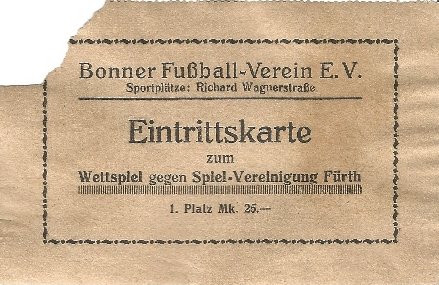 Bonner Fußball-Verein E. V.
Sportplätze: Richard Wagnerstraße
Eintrittskarte
zum
Wettspiel gegen Spiel-Vereinigung Fürth
1. Platz Mk. 25.—